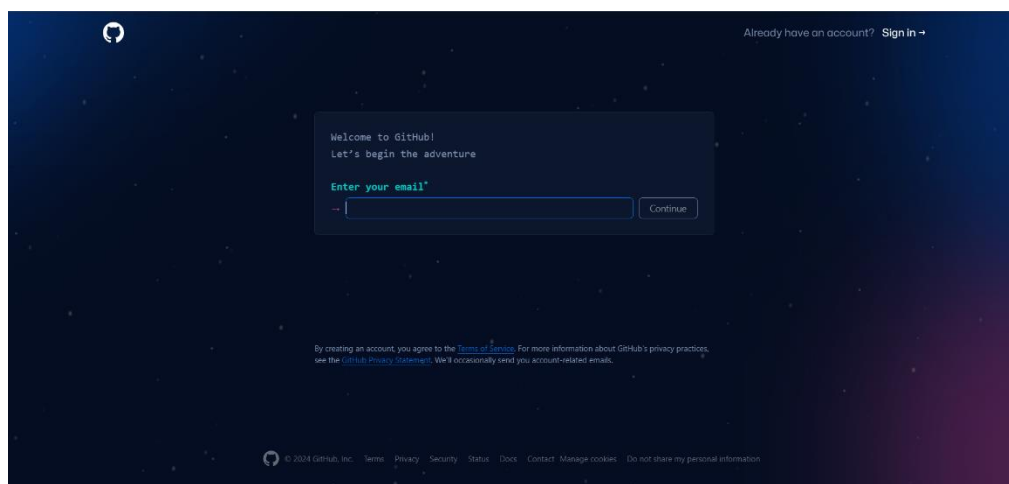 Already have an account? Sign in →
Welcome to GitHub!
Let's begin the adventure
Enter your email*
→
Continue
By creating an account, you agree to the Terms of Service. For more information about GitHub's privacy practices,
see the GitHub Privacy Statement. We'll occasionally send you account-related emails.
© 2024 GitHub, Inc. Terms Privacy Security Status Docs Contact Manage cookies Do not share my personal information